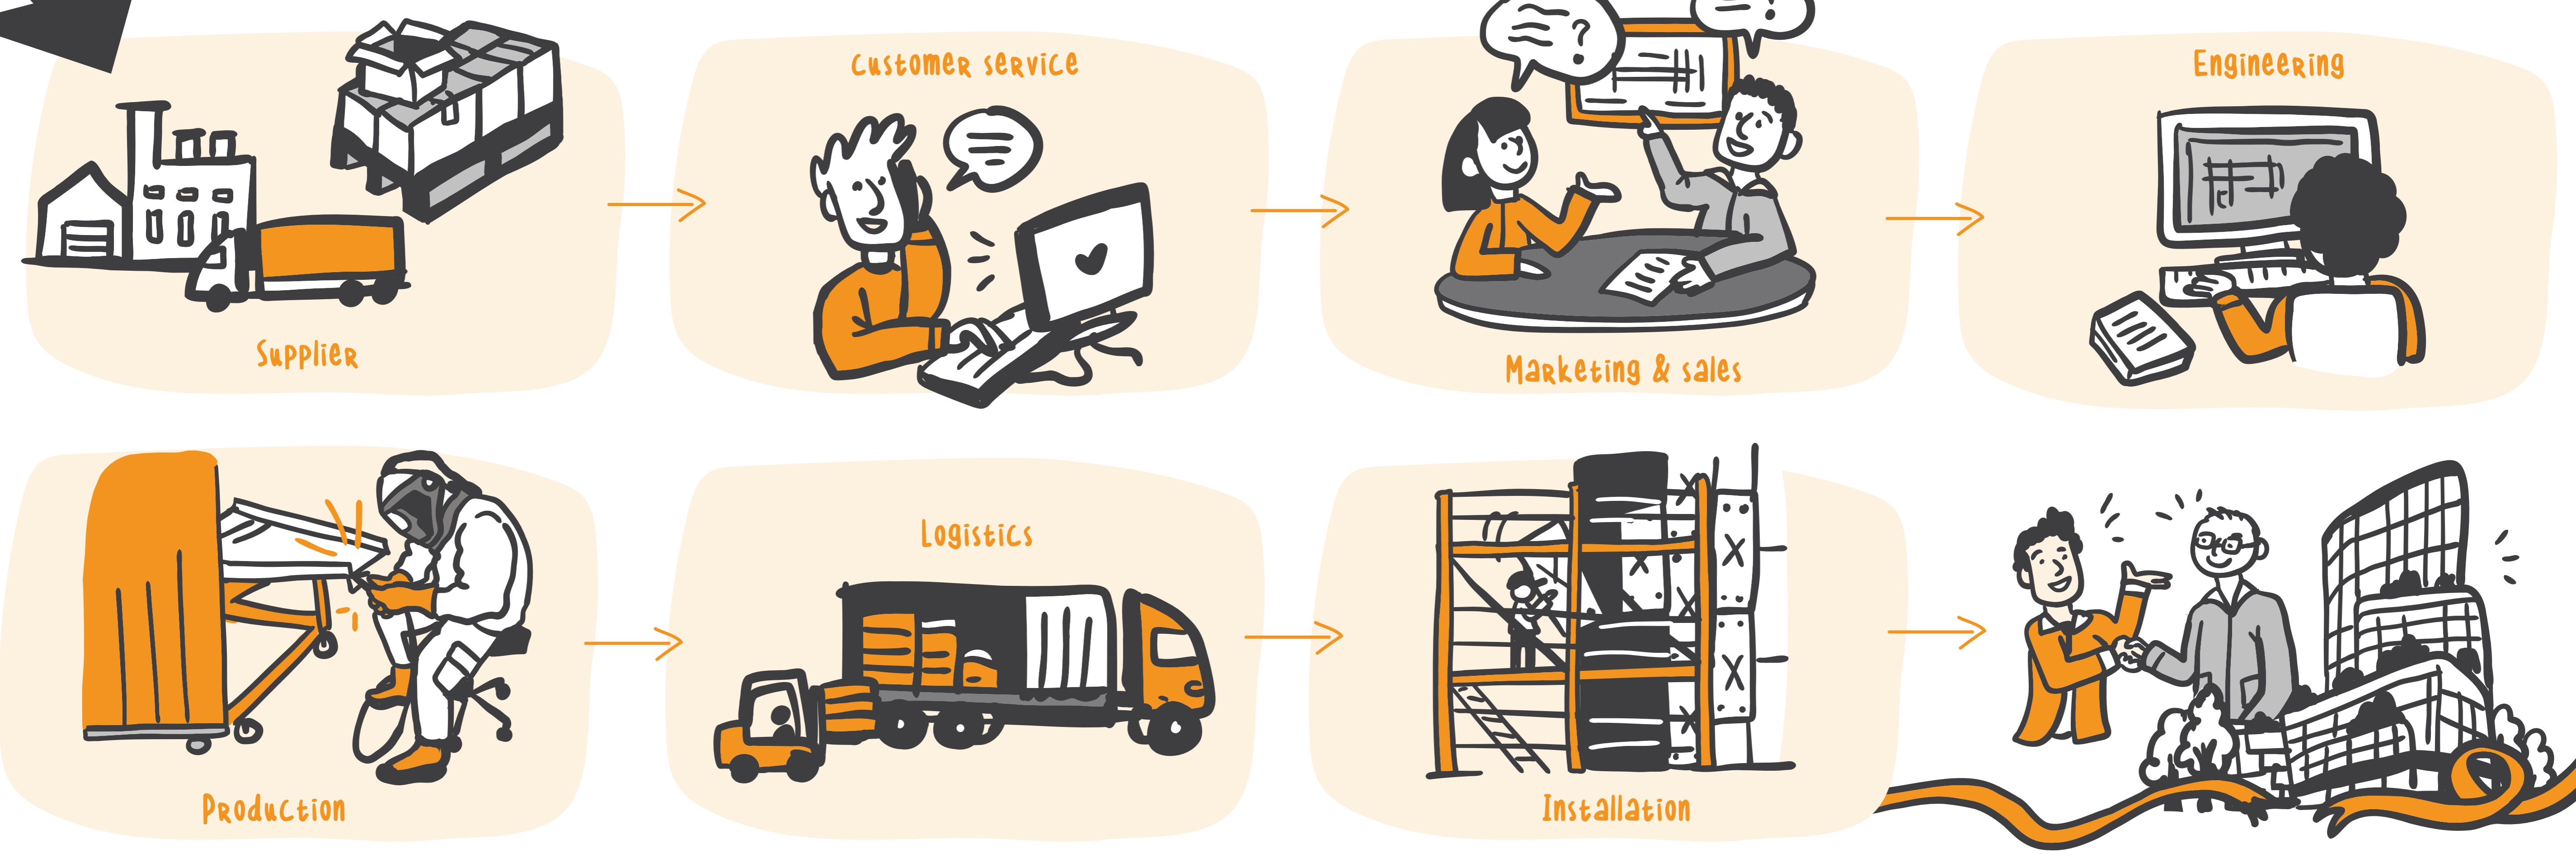 Supplier
Customer service
?
!
Marketing & sales
Engineering
Production
Logistics
Installation